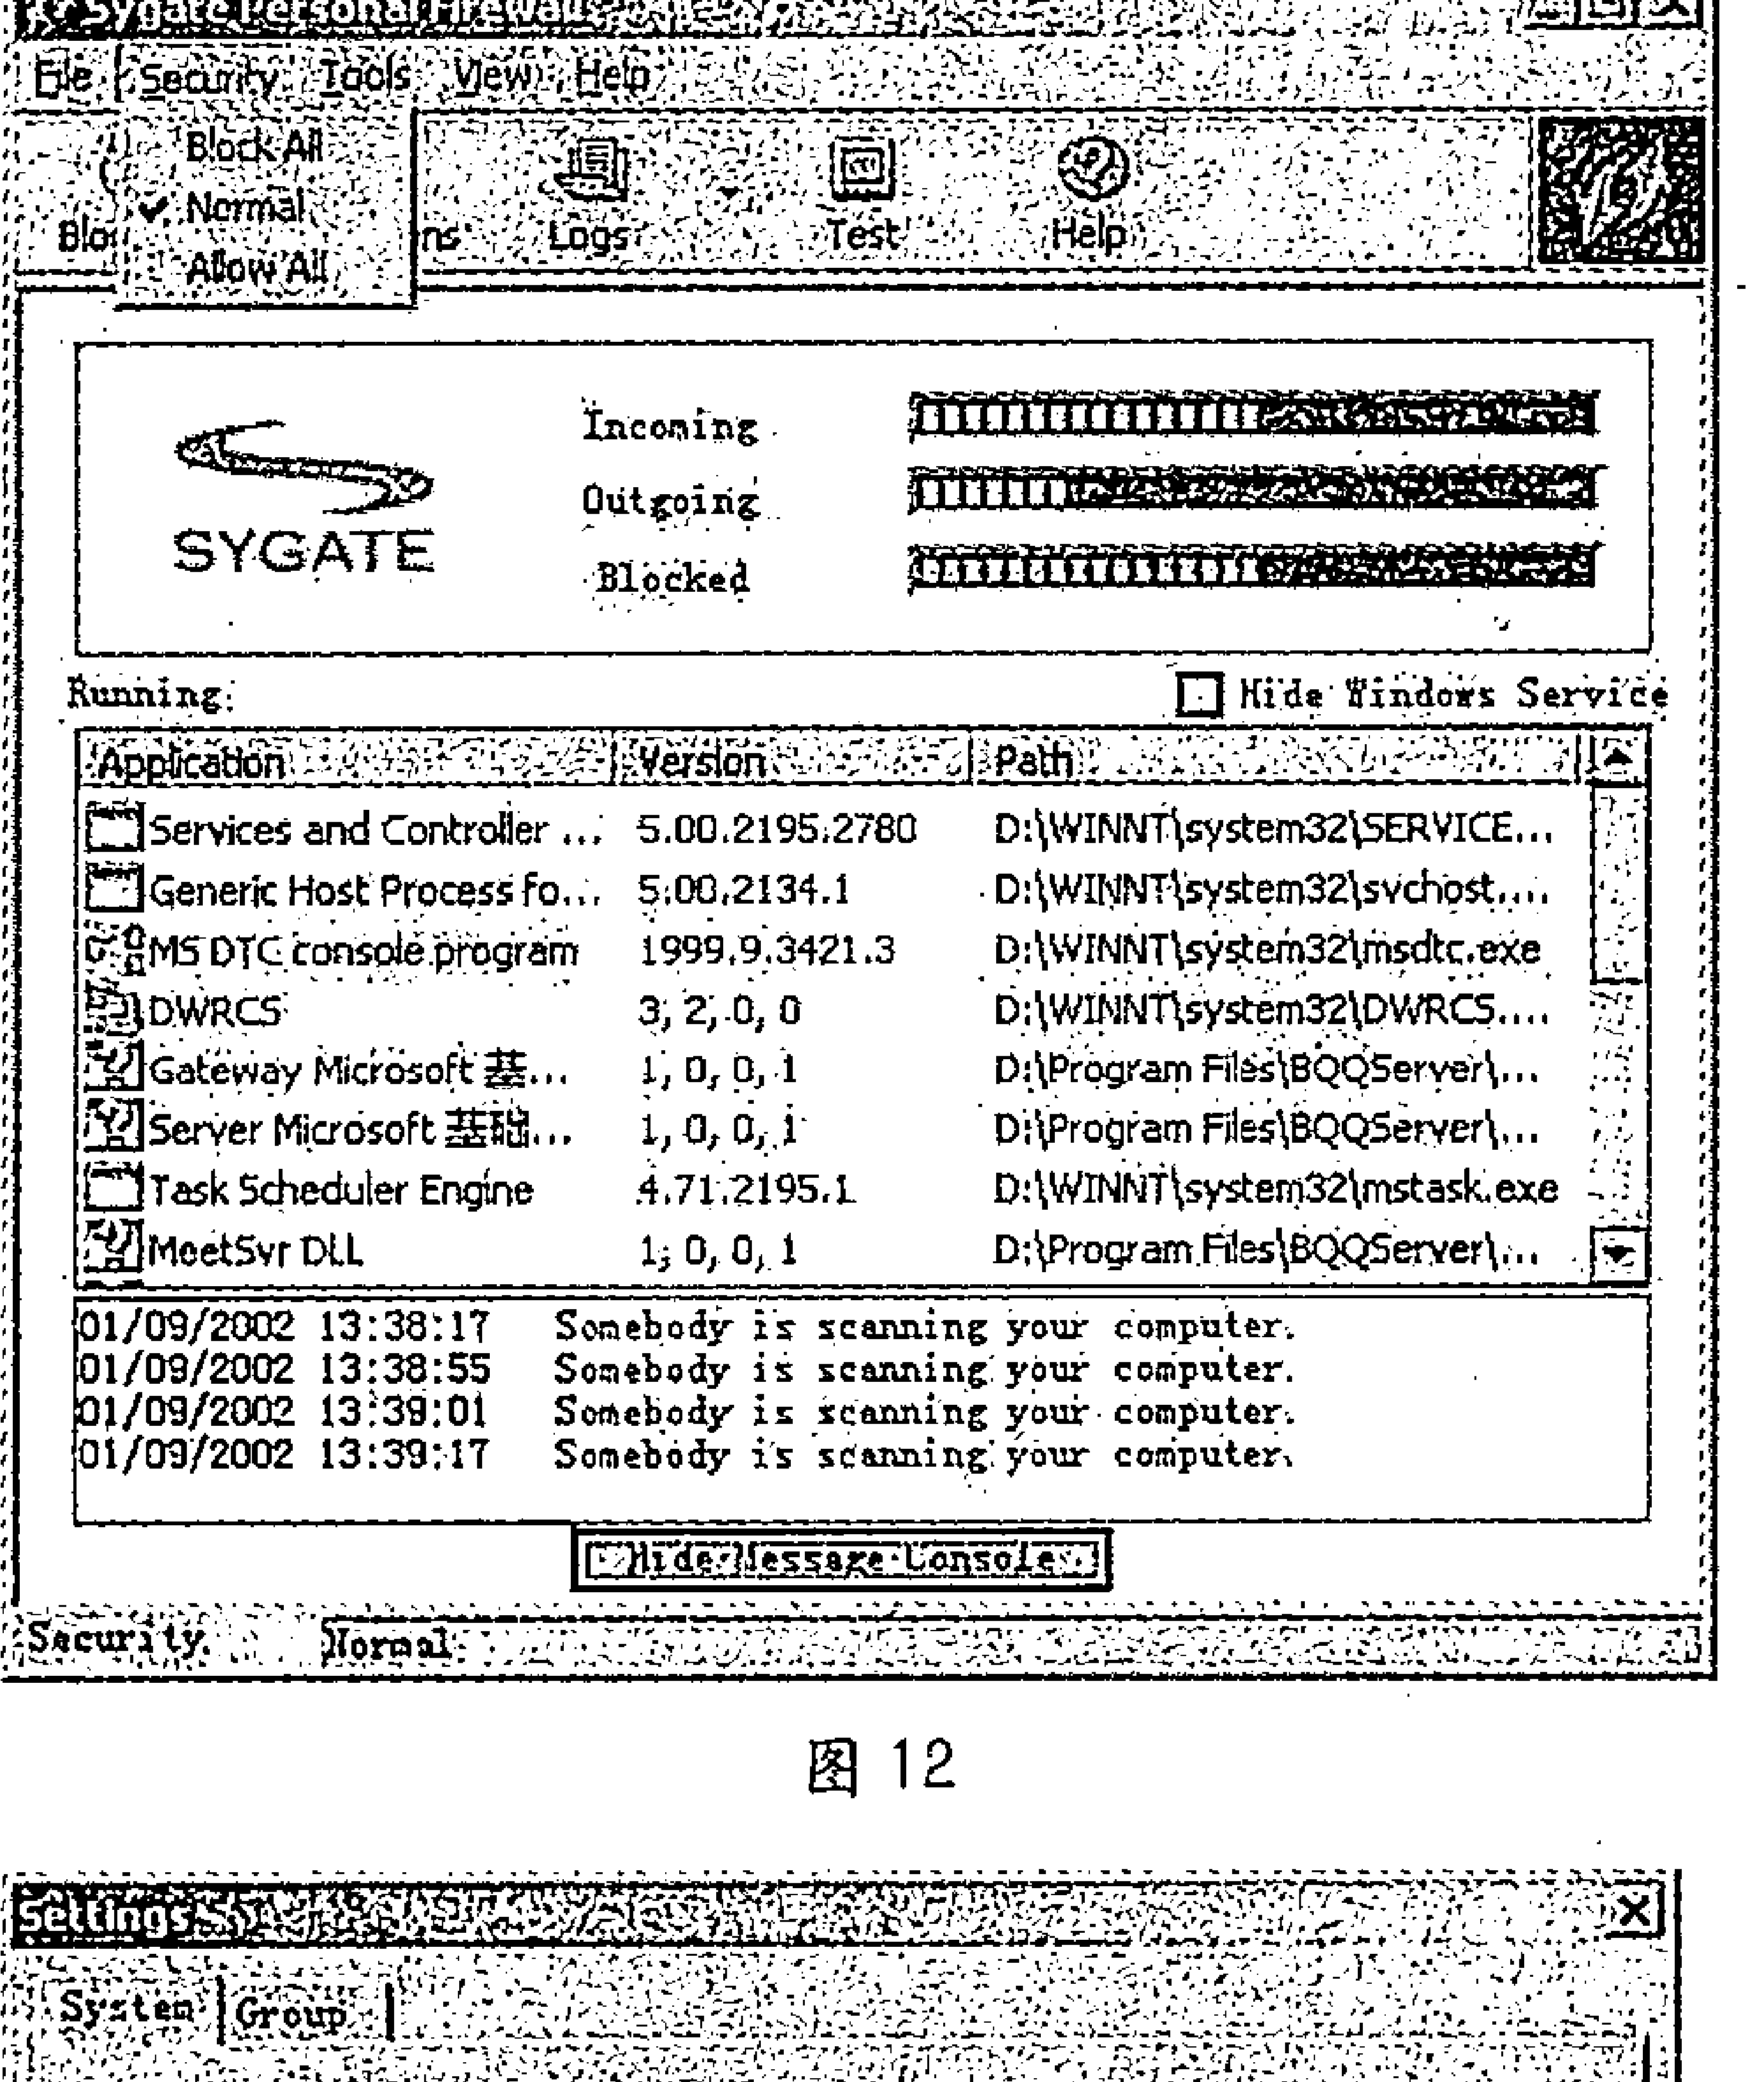 Sygate Personal Firewall
File Security Tools View Help
Block All
Normal
Allow All
Blo ns Logs Test Help
Incoming
Outgoing
SYGATE
Blocked
Running: Hide Windows Service
Application Version Path
Services and Controller ... 5.00.2195.2780 D:\WINNT\system32\SERVICE...
Generic Host Process fo... 5.00.2134.1 D:\WINNT\system32\svchost....
MS DTC console program 1999.9.3421.3 D:\WINNT\system32\msdtc.exe
DWRCS 3, 2, 0, 0 D:\WINNT\system32\DWRCS....
Gateway Microsoft 基... 1, 0, 0, 1 D:\Program Files\BQQServer\...
Server Microsoft 基础... 1, 0, 0, 1 D:\Program Files\BQQServer\...
Task Scheduler Engine 4.71.2195.1 D:\WINNT\system32\mstask.exe
MeetSvr DLL 1, 0, 0, 1 D:\Program Files\BQQServer\...
01/09/2002 13:38:17 Somebody is scanning your computer.
01/09/2002 13:38:55 Somebody is scanning your computer.
01/09/2002 13:39:01 Somebody is scanning your computer.
01/09/2002 13:39:17 Somebody is scanning your computer.
Hide Message Console
Security Normal
图 12
Settings
System Group